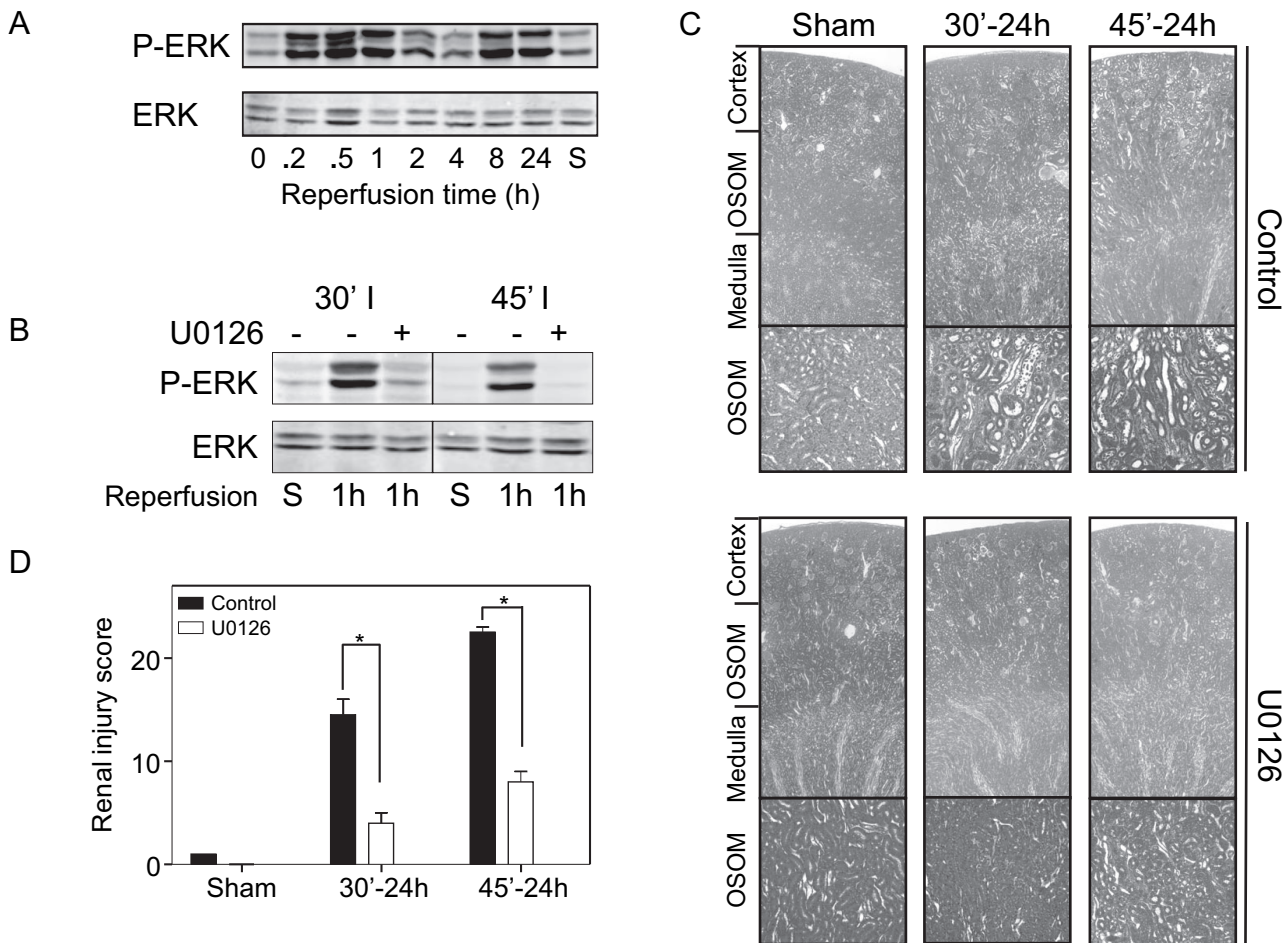 A
P-ERK
ERK
0 .2 .5 1 2 4 8 24 S
Reperfusion time (h)
B
30’ I 45’ I
U0126 - - + - - +
P-ERK
ERK
Reperfusion S 1h 1h S 1h 1h
C
Sham 30’-24h 45’-24h
Cortex
OSOM
Medulla
OSOM
Control
Cortex
OSOM
Medulla
OSOM
U0126
D
Control
U0126
* *
Renal injury score
20
10
0
Sham 30’-24h 45’-24h